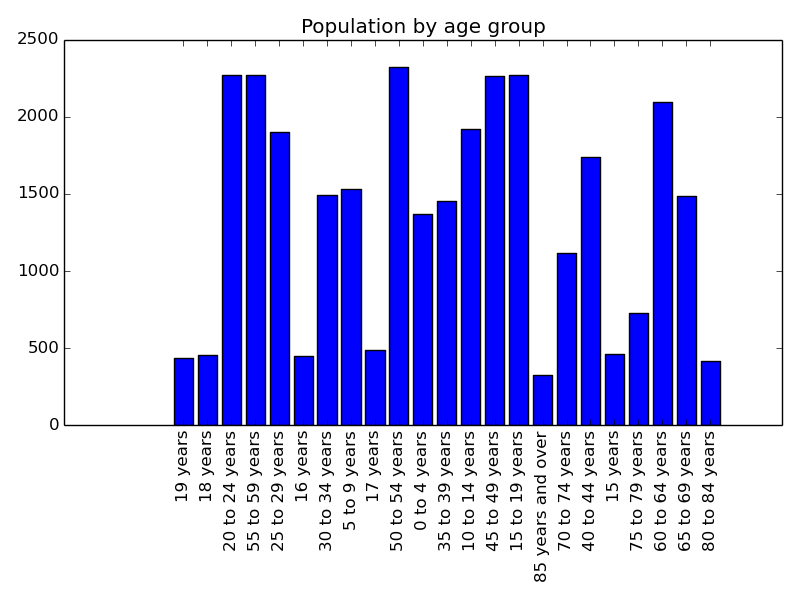 Population by age group
2500
2000
1500
1000
500
0
19 years
18 years
20 to 24 years
55 to 59 years
25 to 29 years
16 years
30 to 34 years
5 to 9 years
17 years
50 to 54 years
0 to 4 years
35 to 39 years
10 to 14 years
45 to 49 years
15 to 19 years
85 years and over
70 to 74 years
40 to 44 years
15 years
75 to 79 years
60 to 64 years
65 to 69 years
80 to 84 years